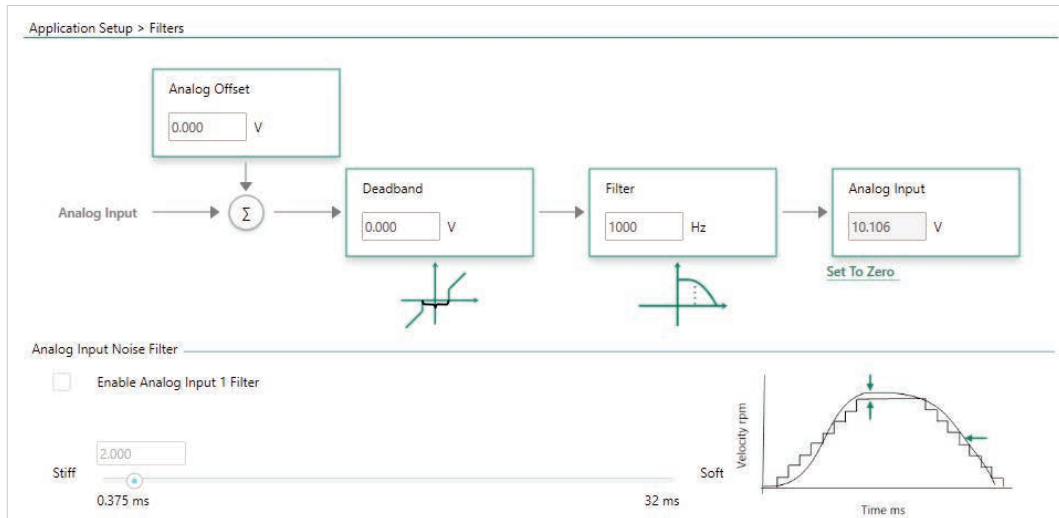 Application Setup > Filters
Analog Offset
0.000 V
Analog Input
Σ
Deadband
0.000 V
Filter
1000 Hz
Analog Input
10.106 V
Set To Zero
Analog Input Noise Filter
Enable Analog Input 1 Filter
2.000
Stiff
Soft
0.375 ms
32 ms
Velocity rpm
Time ms